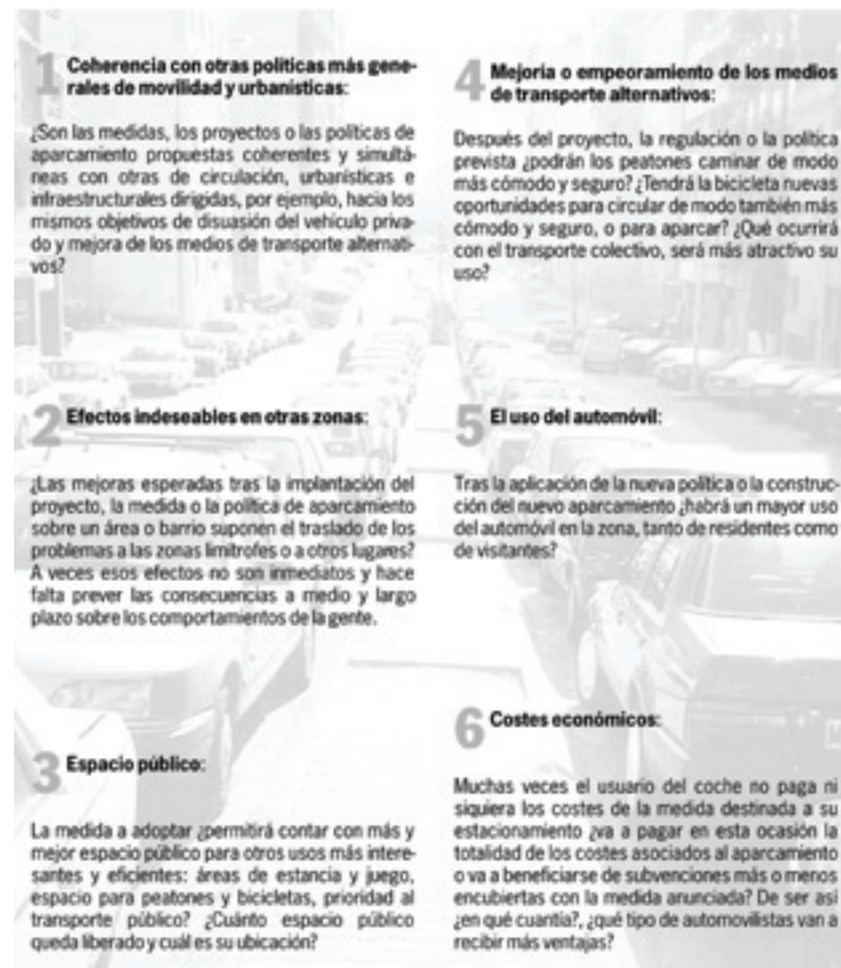 1 Coherencia con otras políticas más gene-
rales de movilidad y urbanísticas:
¿Son las medidas, los proyectos o las políticas de
aparcamiento propuestas coherentes y simultá-
neas con otras de circulación, urbanísticas e
infraestructurales dirigidas, por ejemplo, hacia los
mismos objetivos de disuasión del vehículo priva-
do y mejora de los medios de transporte alternati-
vos?
2 Efectos indeseables en otras zonas:
¿Las mejoras esperadas tras la implantación del
proyecto, la medida o la política de aparcamiento
sobre un área o barrio suponen el traslado de los
problemas a las zonas limítrofes o a otros lugares?
A veces esos efectos no son inmediatos y hace
falta prever las consecuencias a medio y largo
plazo sobre los comportamientos de la gente.
3 Espacio público:
La medida a adoptar ¿permitirá contar con más y
mejor espacio público para otros usos más intere-
santes y eficientes: áreas de estancia y juego,
espacio para peatones y bicicletas, prioridad al
transporte público? ¿Cuánto espacio público
queda liberado y cuál es su ubicación?
4 Mejoría o empeoramiento de los medios
de transporte alternativos:
Después del proyecto, la regulación o la política
prevista ¿podrán los peatones caminar de modo
más cómodo y seguro? ¿Tendrá la bicicleta nuevas
oportunidades para circular de modo también más
cómodo y seguro, o para aparcar? ¿Qué ocurrirá
con el transporte colectivo, será más atractivo su
uso?
5 El uso del automóvil:
Tras la aplicación de la nueva política o la construc-
ción del nuevo aparcamiento ¿habrá un mayor uso
del automóvil en la zona, tanto de residentes como
de visitantes?
6 Costes económicos:
Muchas veces el usuario del coche no paga ni
siquiera los costes de la medida destinada a su
estacionamiento ¿va a pagar en esta ocasión la
totalidad de los costes asociados al aparcamiento
o va a beneficiarse de subvenciones más o menos
encubiertas con la medida anunciada? De ser así
¿en qué cuantía?, ¿qué tipo de automovilistas van a
recibir más ventajas?